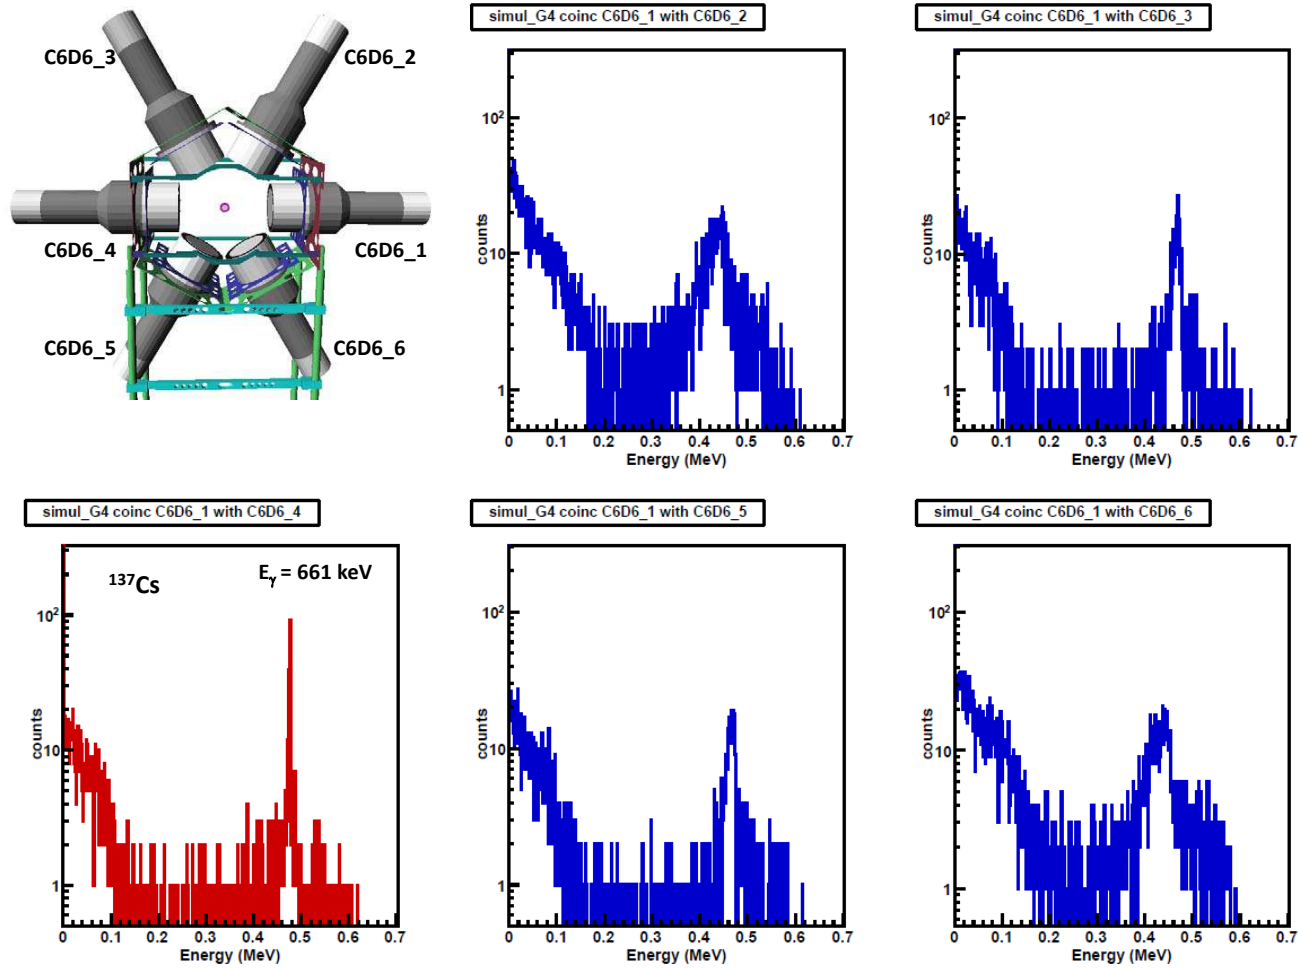 C6D6_3
C6D6_2
C6D6_4
C6D6_1
C6D6_5
C6D6_6
simul_G4 coinc C6D6_1 with C6D6_2
counts
10²
10
1
0 0.1 0.2 0.3 0.4 0.5 0.6 0.7
Energy (MeV)
simul_G4 coinc C6D6_1 with C6D6_3
counts
10²
10
1
0 0.1 0.2 0.3 0.4 0.5 0.6 0.7
Energy (MeV)
simul_G4 coinc C6D6_1 with C6D6_4
¹³⁷Cs
Eγ = 661 keV
counts
10²
10
1
0 0.1 0.2 0.3 0.4 0.5 0.6 0.7
Energy (MeV)
simul_G4 coinc C6D6_1 with C6D6_5
counts
10²
10
1
0 0.1 0.2 0.3 0.4 0.5 0.6 0.7
Energy (MeV)
simul_G4 coinc C6D6_1 with C6D6_6
counts
10²
10
1
0 0.1 0.2 0.3 0.4 0.5 0.6 0.7
Energy (MeV)